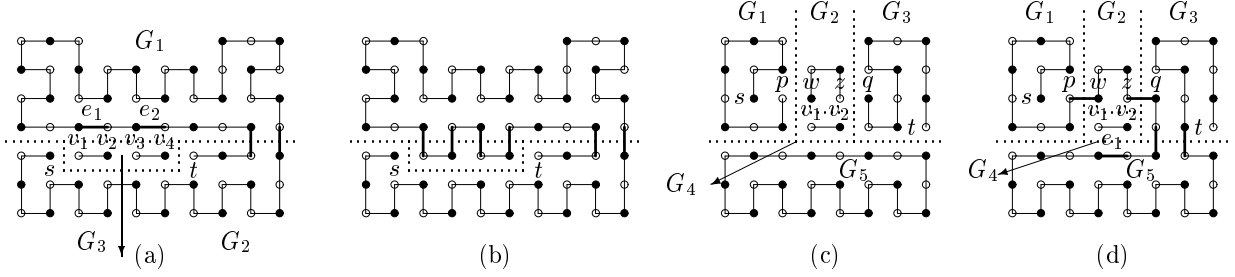 G₁
e₁ e₂
v₁ v₂ v₃ v₄
s t
G₃ G₂
(a)
s t
(b)
G₁ G₂ G₃
p w z q
s
v₁ v₂
t
G₄ G₅
(c)
G₁ G₂ G₃
p w z q
s
v₁ v₂
t
e₁
G₄ G₅
(d)